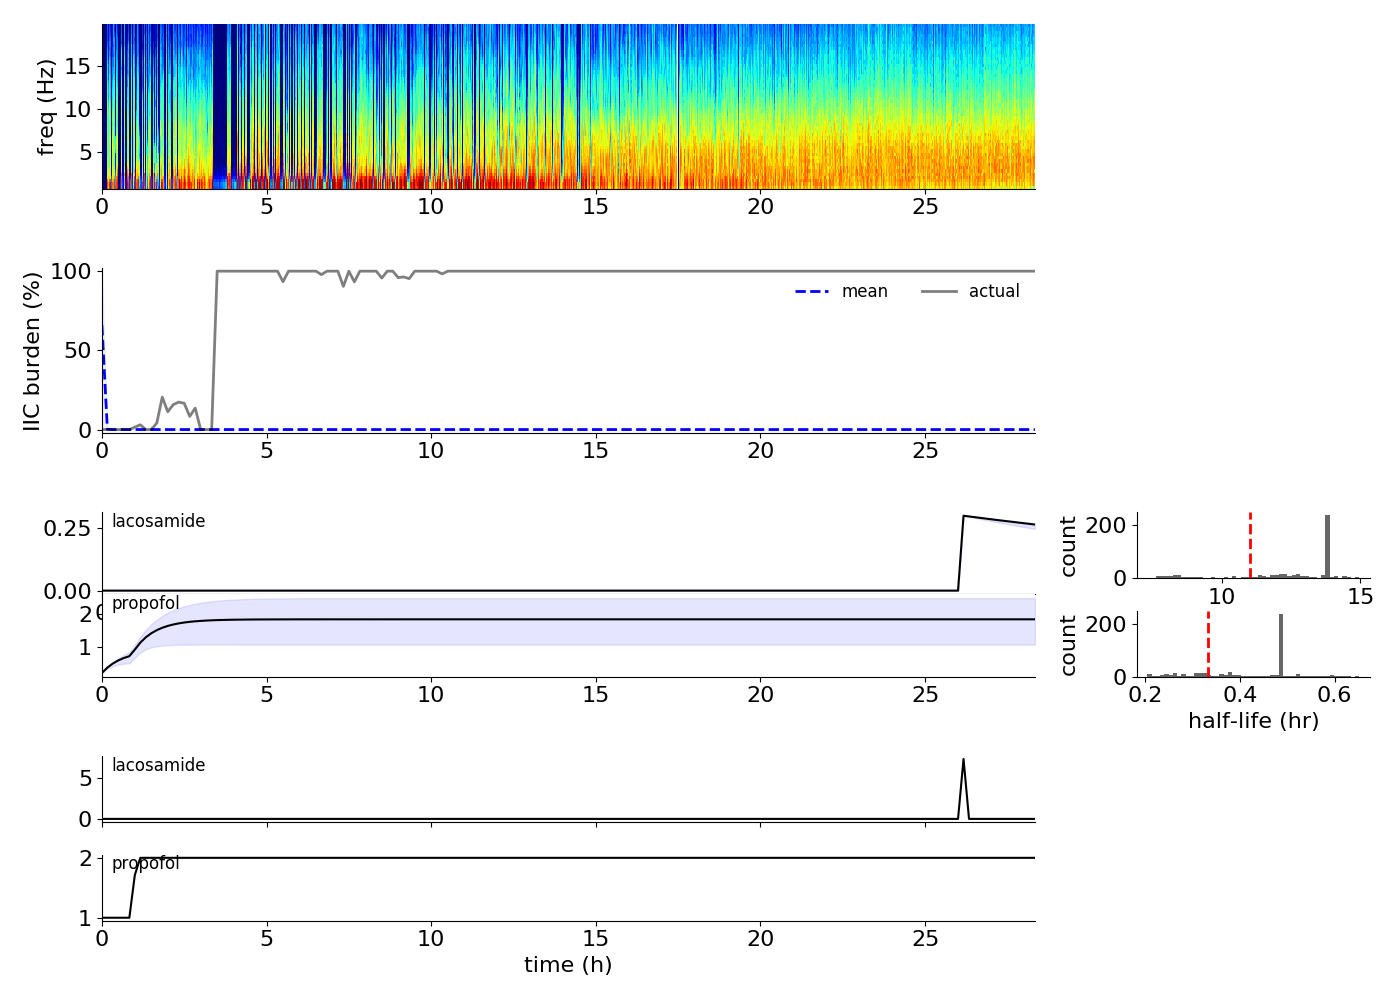 freq (Hz)
15
10
5
0 5 10 15 20 25
IIC burden (%)
100
50
0
mean actual
0 5 10 15 20 25
lacosamide
0.25
0.00
propofol
2
1
0 5 10 15 20 25
count
200
0
10 15
count
200
0
0.2 0.4 0.6
half-life (hr)
lacosamide
5
0
propofol
2
1
0 5 10 15 20 25
time (h)